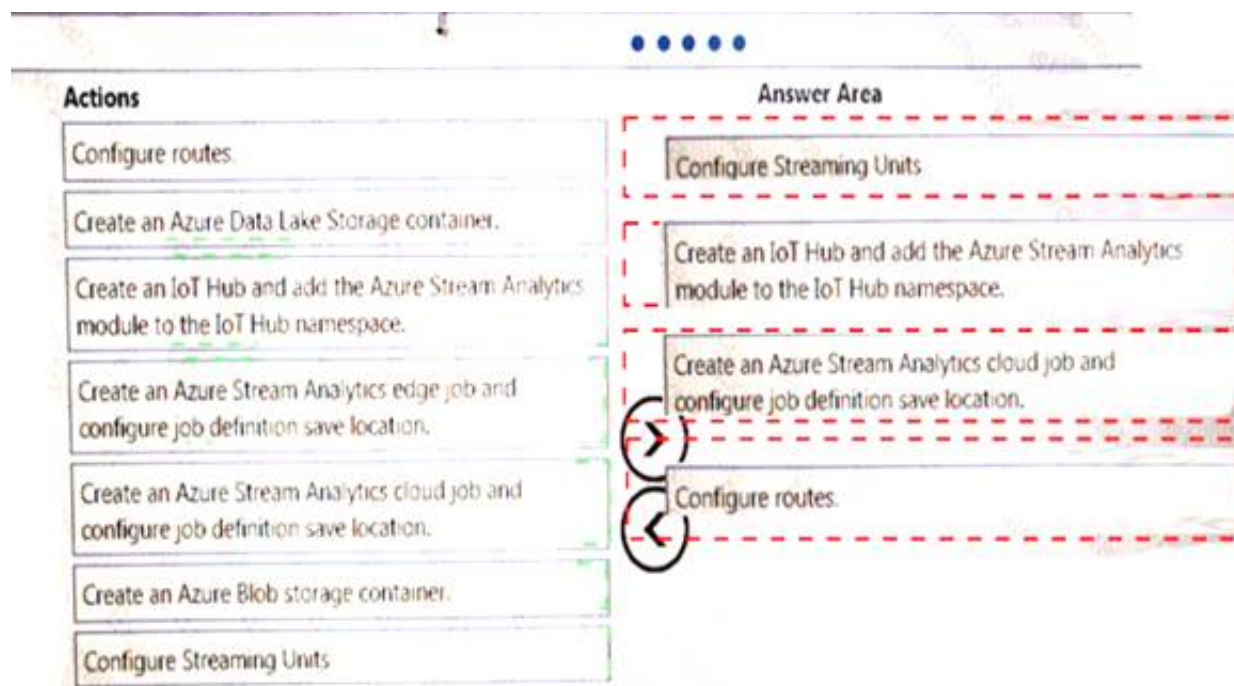 Actions
Configure routes.
Create an Azure Data Lake Storage container.
Create an IoT Hub and add the Azure Stream Analytics
module to the IoT Hub namespace.
Create an Azure Stream Analytics edge job and
configure job definition save location.
Create an Azure Stream Analytics cloud job and
configure job definition save location.
Create an Azure Blob storage container.
Configure Streaming Units
Answer Area
Configure Streaming Units
Create an IoT Hub and add the Azure Stream Analytics
module to the IoT Hub namespace.
Create an Azure Stream Analytics cloud job and
configure job definition save location.
Configure routes.